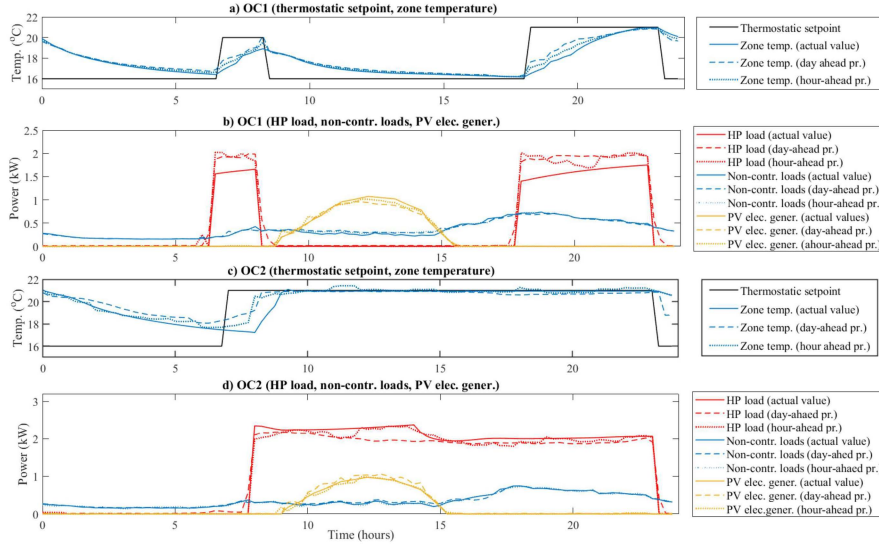 a) OC1 (thermostatic setpoint, zone temperature)
Temp. (°C)
22
20
18
16
0
5
10
15
20
Thermostatic setpoint
Zone temp. (actual value)
Zone temp. (day ahead pr.)
Zone temp. (hour-ahead pr.)
b) OC1 (HP load, non-contr. loads, PV elec. gener.)
Power (kW)
2.5
2
1.5
1
0.5
0
0
5
10
15
20
HP load (actual value)
HP load (day-ahead pr.)
HP load (hour-ahead pr.)
Non-contr. loads (actual value)
Non-contr. loads (day-ahead pr.)
Non-contr. loads (hour-ahead pr.)
PV elec. gener. (actual values)
PV elec. gener. (day-ahead pr.)
PV elec. gener. (ahour-ahead pr.)
c) OC2 (thermostatic setpoint, zone temperature)
Temp. (°C)
22
20
18
16
0
5
10
15
20
Thermostatic setpoint
Zone temp. (actual value)
Zone temp. (day-ahead pr.)
Zone temp. (hour ahead pr.)
d) OC2 (HP load, non-contr. loads, PV elec. gener.)
Power (kW)
3
2
1
0
0
5
10
15
20
Time (hours)
HP load (actual value)
HP load (day-ahaed pr.)
HP load (hour-ahead pr.)
Non-contr. loads (actual value)
Non-contr. loads (day-ahed pr.)
Non-contr. loads (hour-ahaed pr.)
PV elec. gener. (actual value)
PV elec. gener. (day-ahead pr.)
PV elec.gener. (hour-ahead pr.)